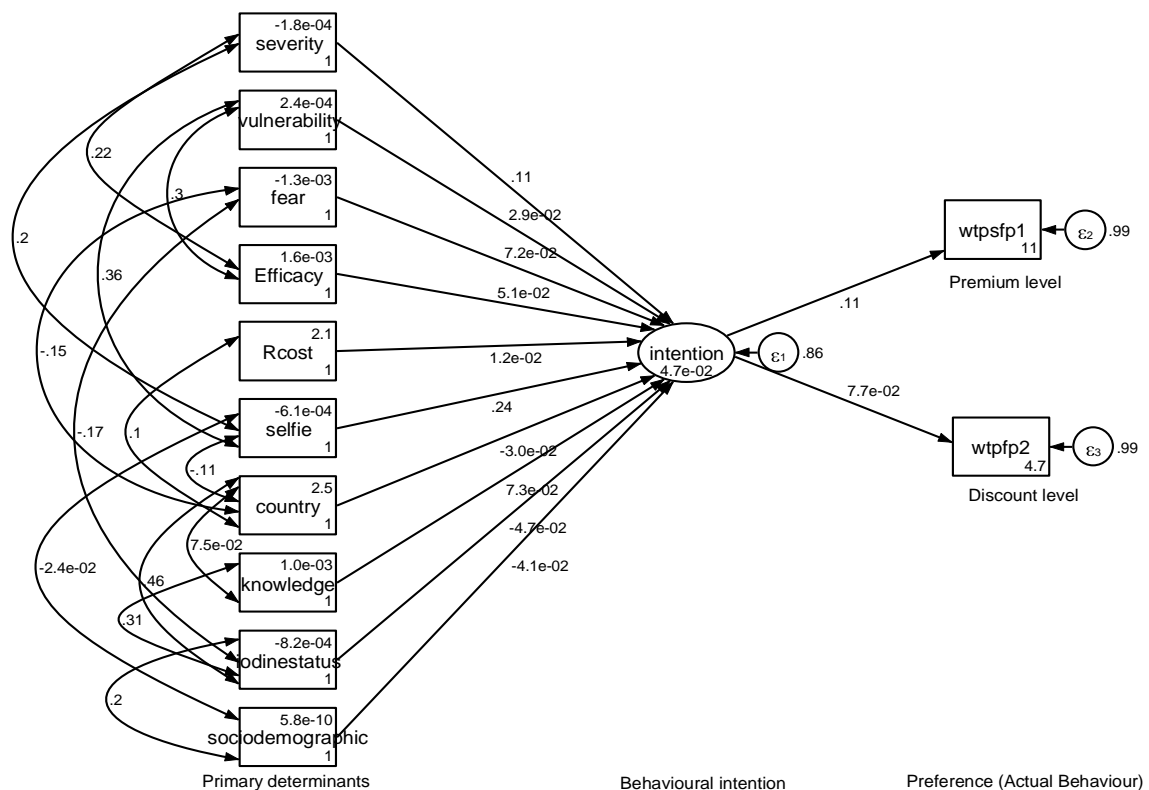 -1.8e-04
severity
1
2.4e-04
vulnerability
1
-1.3e-03
fear
1
1.6e-03
Efficacy
1
2.1
Rcost
1
-6.1e-04
selfie
1
2.5
country
1
1.0e-03
knowledge
1
-8.2e-04
iodinestatus
1
5.8e-10
sociodemographic
1
.22
.3
.2
.36
-.15
-.17
.1
-.11
7.5e-02
-2.4e-02
.46
.31
.2
.11
2.9e-02
7.2e-02
5.1e-02
1.2e-02
.24
-3.0e-02
7.3e-02
-4.7e-02
-4.1e-02
intention
4.7e-02
ε1
.86
.11
7.7e-02
wtpsfp1
11
ε2
.99
Premium level
wtpfp2
4.7
ε3
.99
Discount level
Primary determinants
Behavioural intention
Preference (Actual Behaviour)